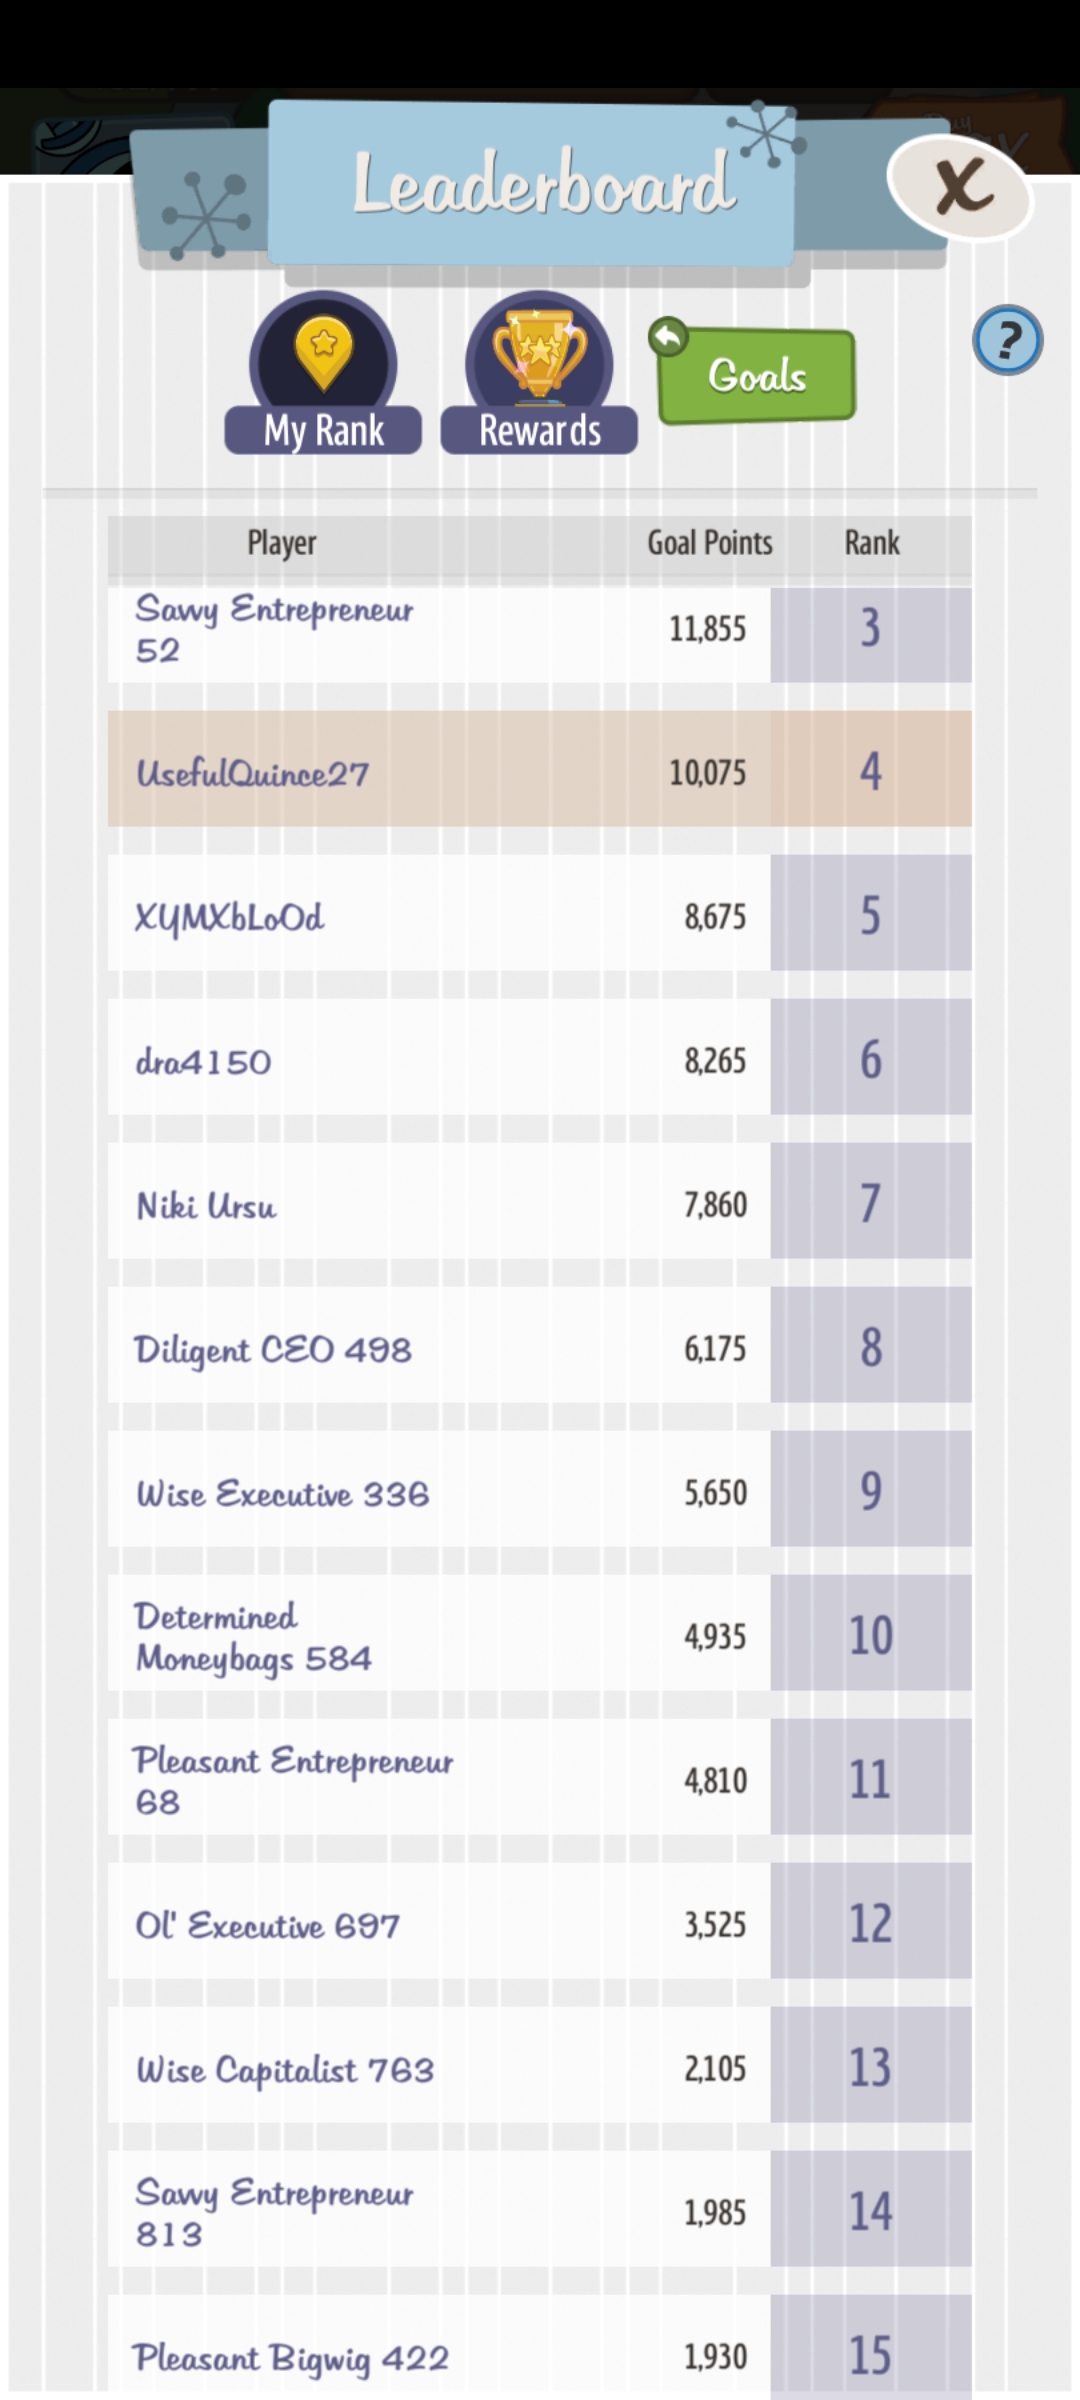 Leaderboard
X
My Rank
Rewards
Goals
?
Player Goal Points Rank
Savvy Entrepreneur
52
11,855 3
UsefulQuince27 10,075 4
XYMXbLoOd 8,675 5
dra4150 8,265 6
Niki Ursu 7,860 7
Diligent CEO 498 6,175 8
Wise Executive 336 5,650 9
Determined
Moneybags 584
4,935 10
Pleasant Entrepreneur
68
4,810 11
Ol' Executive 697 3,525 12
Wise Capitalist 763 2,105 13
Savvy Entrepreneur
813
1,985 14
Pleasant Bigwig 422 1,930 15